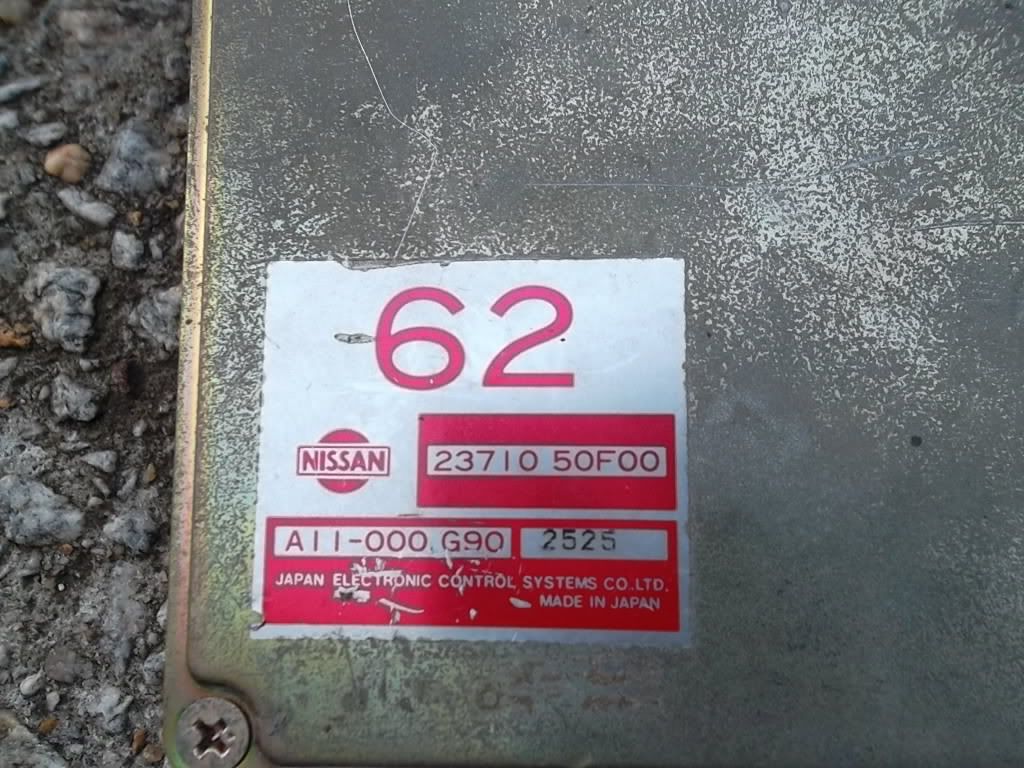 62
NISSAN
23710 50F00
A11-000 G90 2525
JAPAN ELECTRONIC CONTROL SYSTEMS CO.,LTD.
MADE IN JAPAN